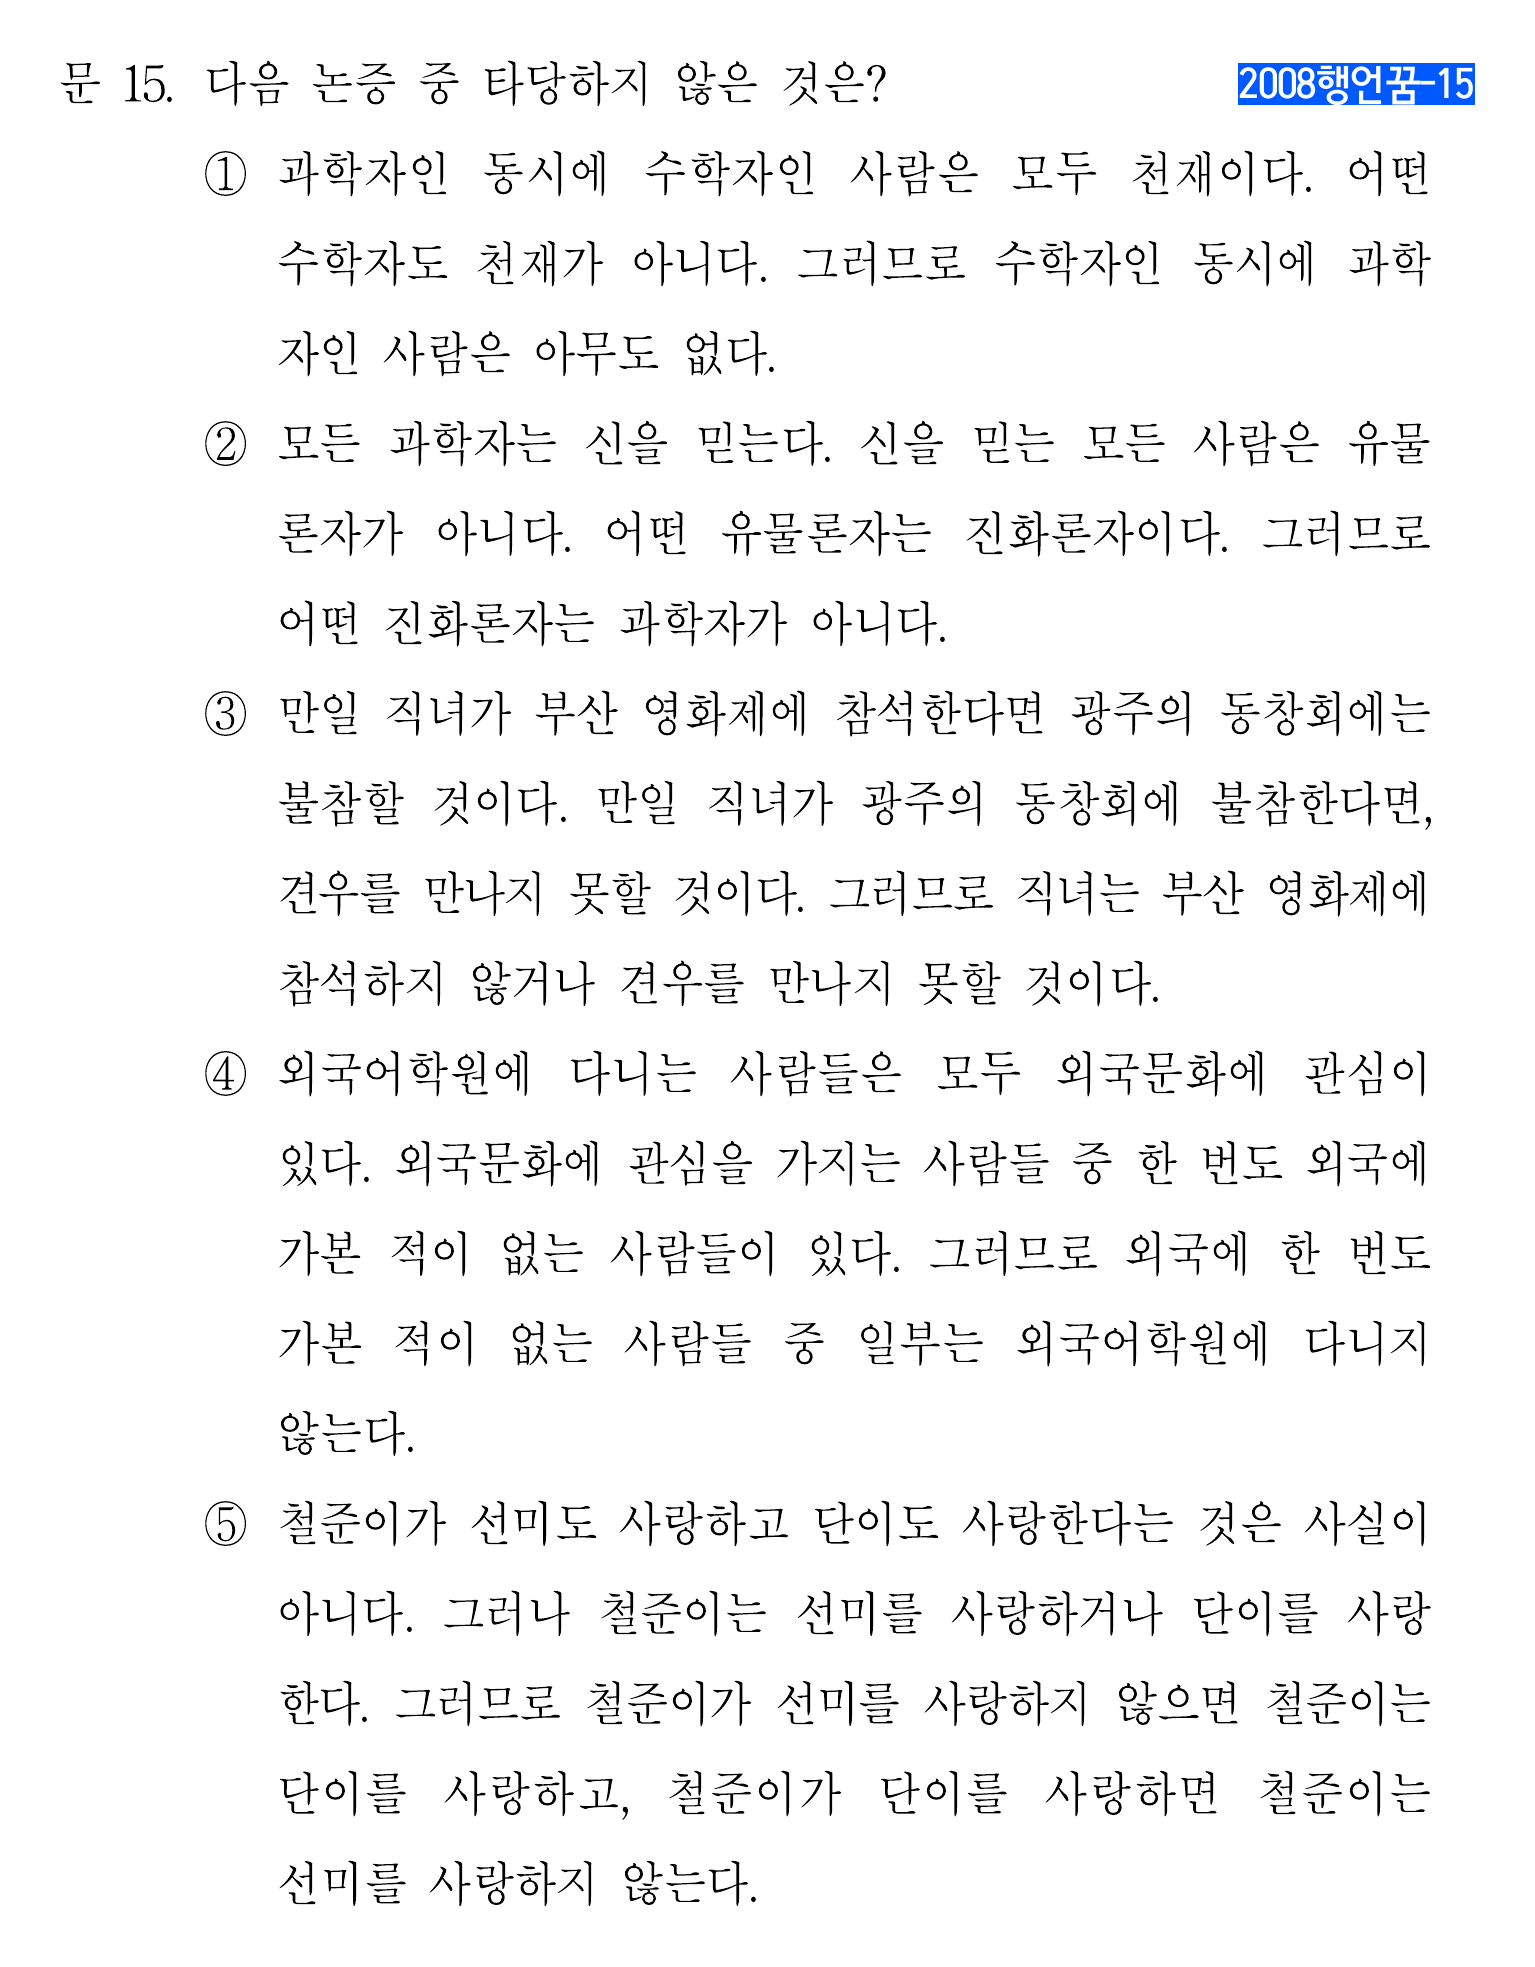 문 15. 다음 논증 중 타당하지 않은 것은? 2008행언꿈-15
① 과학자인 동시에 수학자인 사람은 모두 천재이다. 어떤
수학자도 천재가 아니다. 그러므로 수학자인 동시에 과학
자인 사람은 아무도 없다.
② 모든 과학자는 신을 믿는다. 신을 믿는 모든 사람은 유물
론자가 아니다. 어떤 유물론자는 진화론자이다. 그러므로
어떤 진화론자는 과학자가 아니다.
③ 만일 직녀가 부산 영화제에 참석한다면 광주의 동창회에는
불참할 것이다. 만일 직녀가 광주의 동창회에 불참한다면,
견우를 만나지 못할 것이다. 그러므로 직녀는 부산 영화제에
참석하지 않거나 견우를 만나지 못할 것이다.
④ 외국어학원에 다니는 사람들은 모두 외국문화에 관심이
있다. 외국문화에 관심을 가지는 사람들 중 한 번도 외국에
가본 적이 없는 사람들이 있다. 그러므로 외국에 한 번도
가본 적이 없는 사람들 중 일부는 외국어학원에 다니지
않는다.
⑤ 철준이가 선미도 사랑하고 단이도 사랑한다는 것은 사실이
아니다. 그러나 철준이는 선미를 사랑하거나 단이를 사랑
한다. 그러므로 철준이가 선미를 사랑하지 않으면 철준이는
단이를 사랑하고, 철준이가 단이를 사랑하면 철준이는
선미를 사랑하지 않는다.